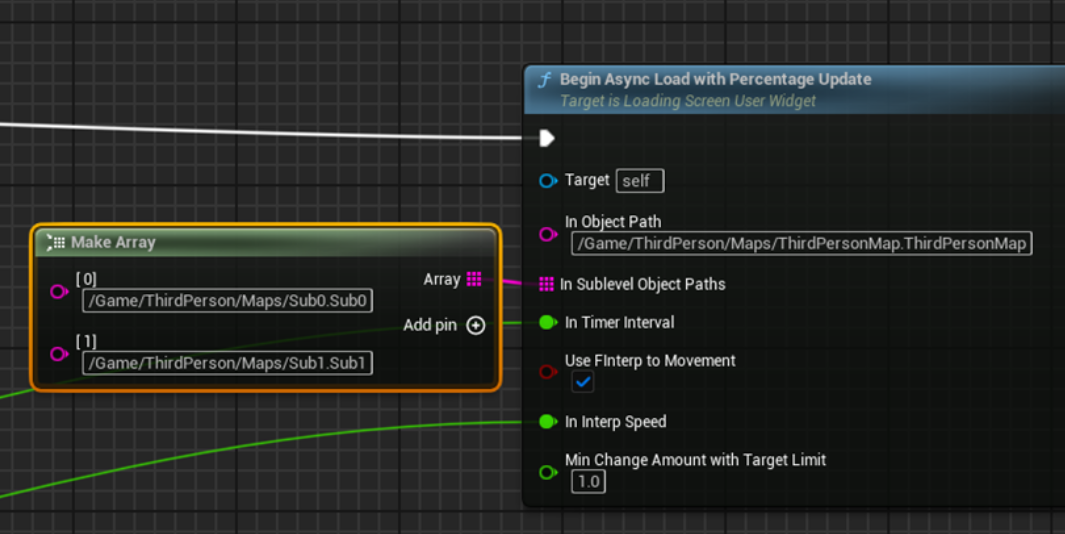 f Begin Async Load with Percentage Update
Target is Loading Screen User Widget
Target self
In Object Path
/Game/ThirdPerson/Maps/ThirdPersonMap.ThirdPersonMap
Make Array
[0]
/Game/ThirdPerson/Maps/Sub0.Sub0
Array
In Sublevel Object Paths
Add pin
In Timer Interval
[1]
/Game/ThirdPerson/Maps/Sub1.Sub1
Use FInterp to Movement
In Interp Speed
Min Change Amount with Target Limit
1.0